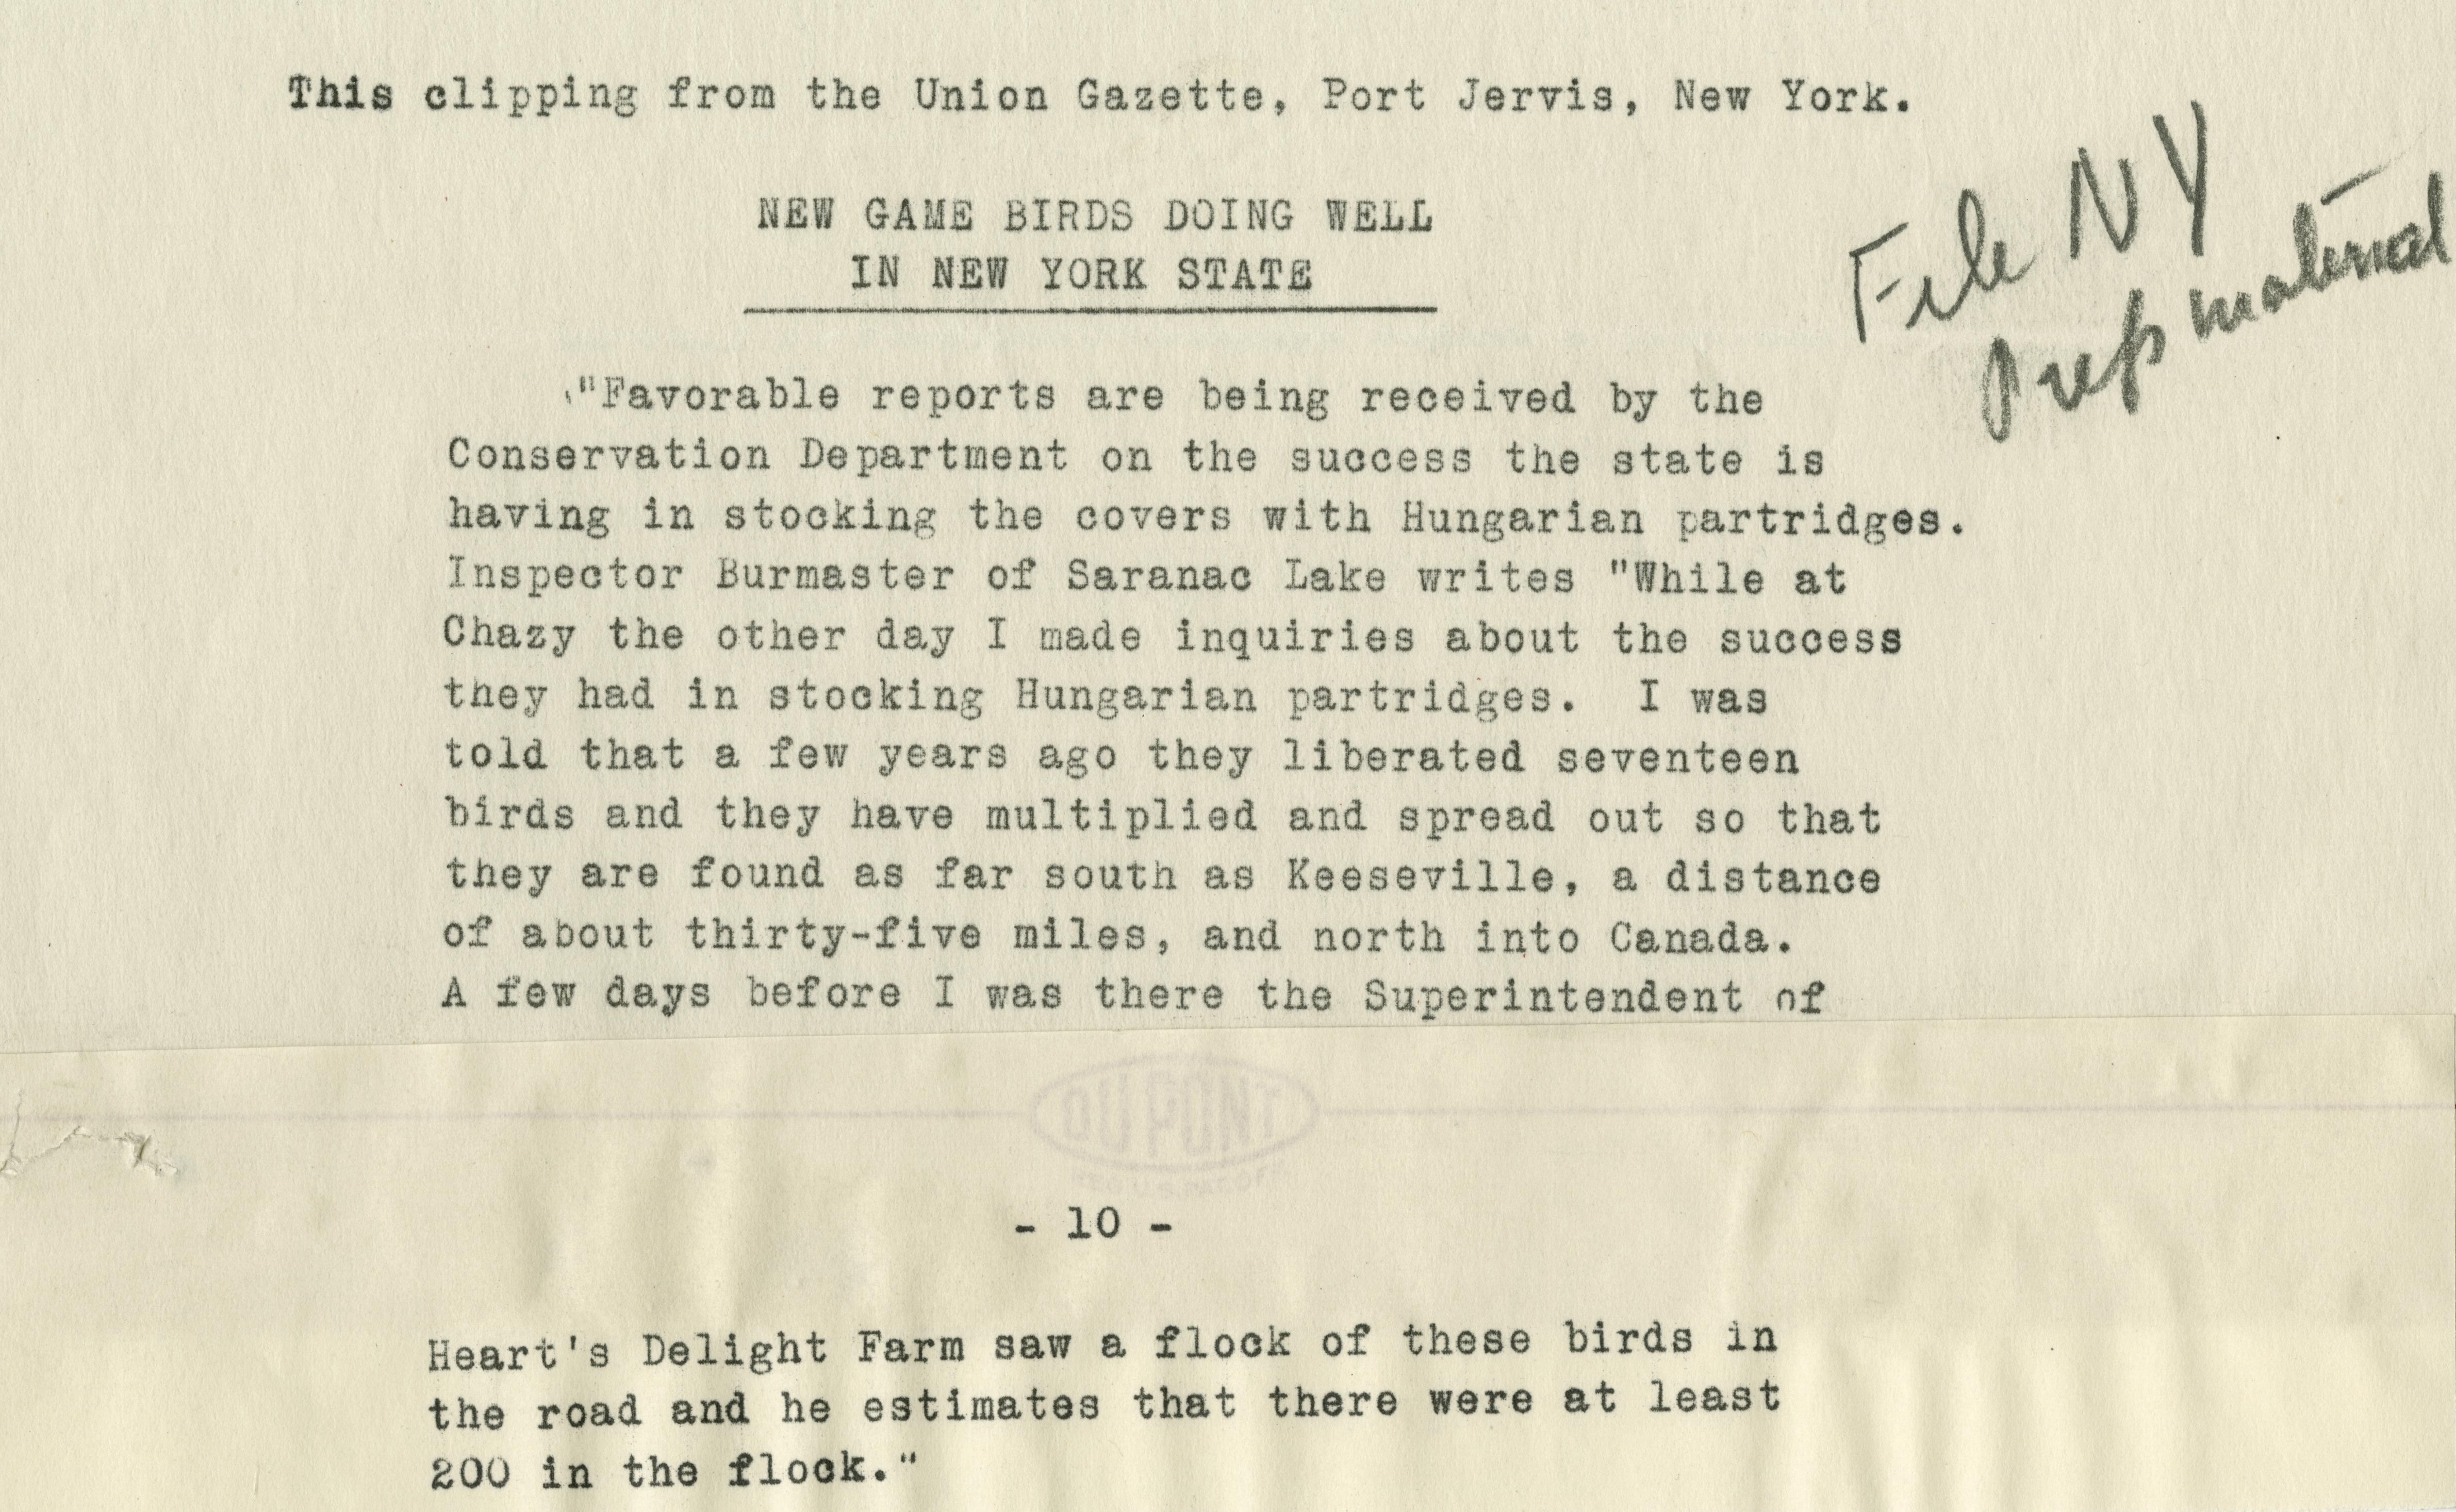 This clipping from the Union Gazette, Port Jervis, New York.
File NY
Press material
NEW GAME BIRDS DOING WELL
IN NEW YORK STATE
"Favorable reports are being received by the
Conservation Department on the success the state is
having in stocking the covers with Hungarian partridges.
Inspector Burmaster of Saranac Lake writes "While at
Chazy the other day I made inquiries about the success
they had in stocking Hungarian partridges.  I was
told that a few years ago they liberated seventeen
birds and they have multiplied and spread out so that
they are found as far south as Keeseville, a distance
of about thirty-five miles, and north into Canada.
A few days before I was there the Superintendent of
DU PONT
REG. U.S. PAT. OFF.
- 10 -
Heart's Delight Farm saw a flock of these birds in
the road and he estimates that there were at least
200 in the flock."